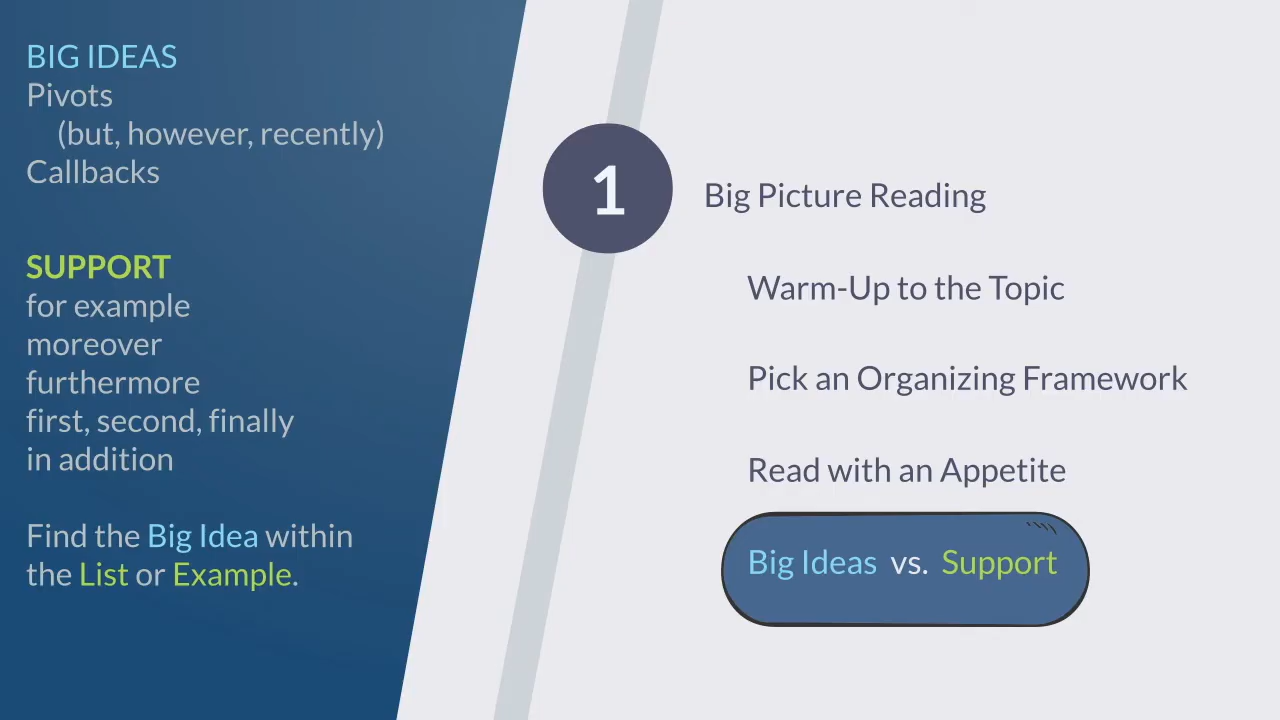 BIG IDEAS
Pivots
(but, however, recently)
Callbacks
SUPPORT
for example
moreover
furthermore
first, second, finally
in addition
Find the Big Idea within
the List or Example.
1
Big Picture Reading
Warm-Up to the Topic
Pick an Organizing Framework
Read with an Appetite
Big Ideas vs. Support